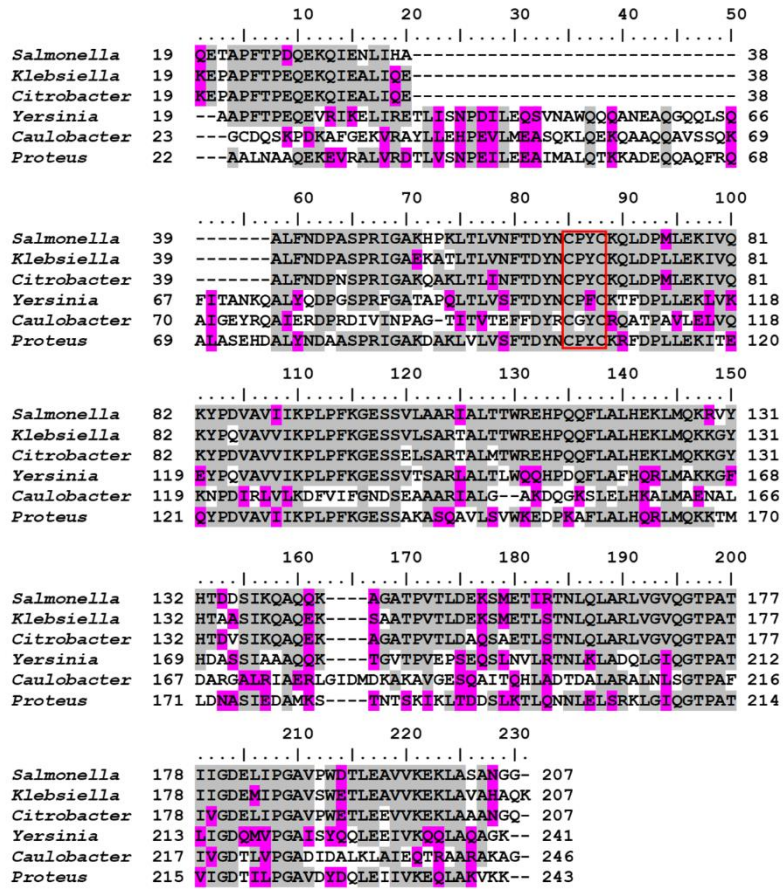 10 20 30 40 50
Salmonella 19 QETAPFTPDQEKQIENLIHA------------------------------ 38
Klebsiella 19 KEPAPFTPEQEKQIEALIQE------------------------------ 38
Citrobacter 19 KEPAPFTPEQEKQIEALIQE------------------------------ 38
Yersinia 19 --AAPFTPEQEVRIKELIRETLISNPDILEQSVNAWQQQANEAQGQQLSQ 66
Caulobacter 23 ---GCDQSKPDKAFGEKVRAYLLEHPEVLMEASQKLQEKQAAQQAVSSQK 69
Proteus 22 ---AALNAAQEKEVRALVRDTLVSNPEILEEAIMALQTKKADEQQAQFRQ 68
60 70 80 90 100
Salmonella 39 -------ALFNDPASPRIGAKHPKLTLVNFTDYNCPYCKQLDPMLEKIVQ 81
Klebsiella 39 -------ALFNDPASPRIGAEKATLTLVNFTDYNCPYCKQLDPLLEKIVQ 81
Citrobacter 39 -------ALFNDPNSPRIGAKQATLTLINFTDYNCPYCKQLDPMLEKIVQ 81
Yersinia 67 FITANKQALYQDPGSPRFGATAPQLTLVSFTDYNCPFCKTFDPLLEKLVK 118
Caulobacter 70 AIGEYRQAIERDPRDIVINPAG-TITVTEFFDYRCGYCRQATPAVLELVQ 118
Proteus 69 ALASEHDALYNDAASPRIGAKDAKLVLVSFTDYNCPYCKRFDPLLEKITE 120
110 120 130 140 150
Salmonella 82 KYPDVAVIIKPLPFKGESSVLAARIALTTWREHPQQFLALHEKLMQKRVY 131
Klebsiella 82 KYPQVAVVIKPLPFKGESSVLSARTALTTWREHPQQFLALHEKLMQKKGY 131
Citrobacter 82 KYPDVAVVIKPLPFKGESSELSARTALMTWREHPQQFLALHEKLMQKKGY 131
Yersinia 119 EYPQVAVVIKPLPFKGESSVTSARLALTLWQQHPDQFLAFHQRLMAKKGF 168
Caulobacter 119 KNPDIRLVLKDFVIFGNDSEAAARIALG--AKDQGKSLELHKALMAENAL 166
Proteus 121 QYPDVAVIIKPLPFKGESSAKASQAVLSVWKEDPKAFLALHQRLMQKKTM 170
160 170 180 190 200
Salmonella 132 HTDDSIKQAQQK----AGATPVTLDEKSMETIRTNLQLARLVGVQGTPAT 177
Klebsiella 132 HTAASIKQAQEK----SAATPVTLDEKSMETLSTNLQLARLVGVQGTPAT 177
Citrobacter 132 HTDVSIKQAQEK----AGATPVTLDAQSAETLSTNLQLARLVGVQGTPAT 177
Yersinia 169 HDASSIAAAQQK----TGVTPVEPSEQSLNVLRTNLKLADQLGIQGTPAT 212
Caulobacter 167 DARGALRIAERLGIDMDKAKAVGESQAITQHLADTDALARALNLSGTPAF 216
Proteus 171 LDNASIEDAMKS----TNTSKIKLTDDSLKTLQNNLELSRKLGIQGTPAT 214
210 220 230
Salmonella 178 IIGDELIPGAVPWDTLEAVVKEKLASANGG- 207
Klebsiella 178 IIGDEMIPGAVSWETLEAVVKEKLAVAHAQK 207
Citrobacter 178 IVGDELIPGAVPWETLEEVVKEKLAAANGQ- 207
Yersinia 213 LIGDQMVPGAISYQQLEEIVKQQLAQAGK-- 241
Caulobacter 217 IVGDTLVPGADIDALKLAIEQTRAARAKAG- 246
Proteus 215 VIGDTILPGAVDYDQLEIIVKEQLAKVKK-- 243